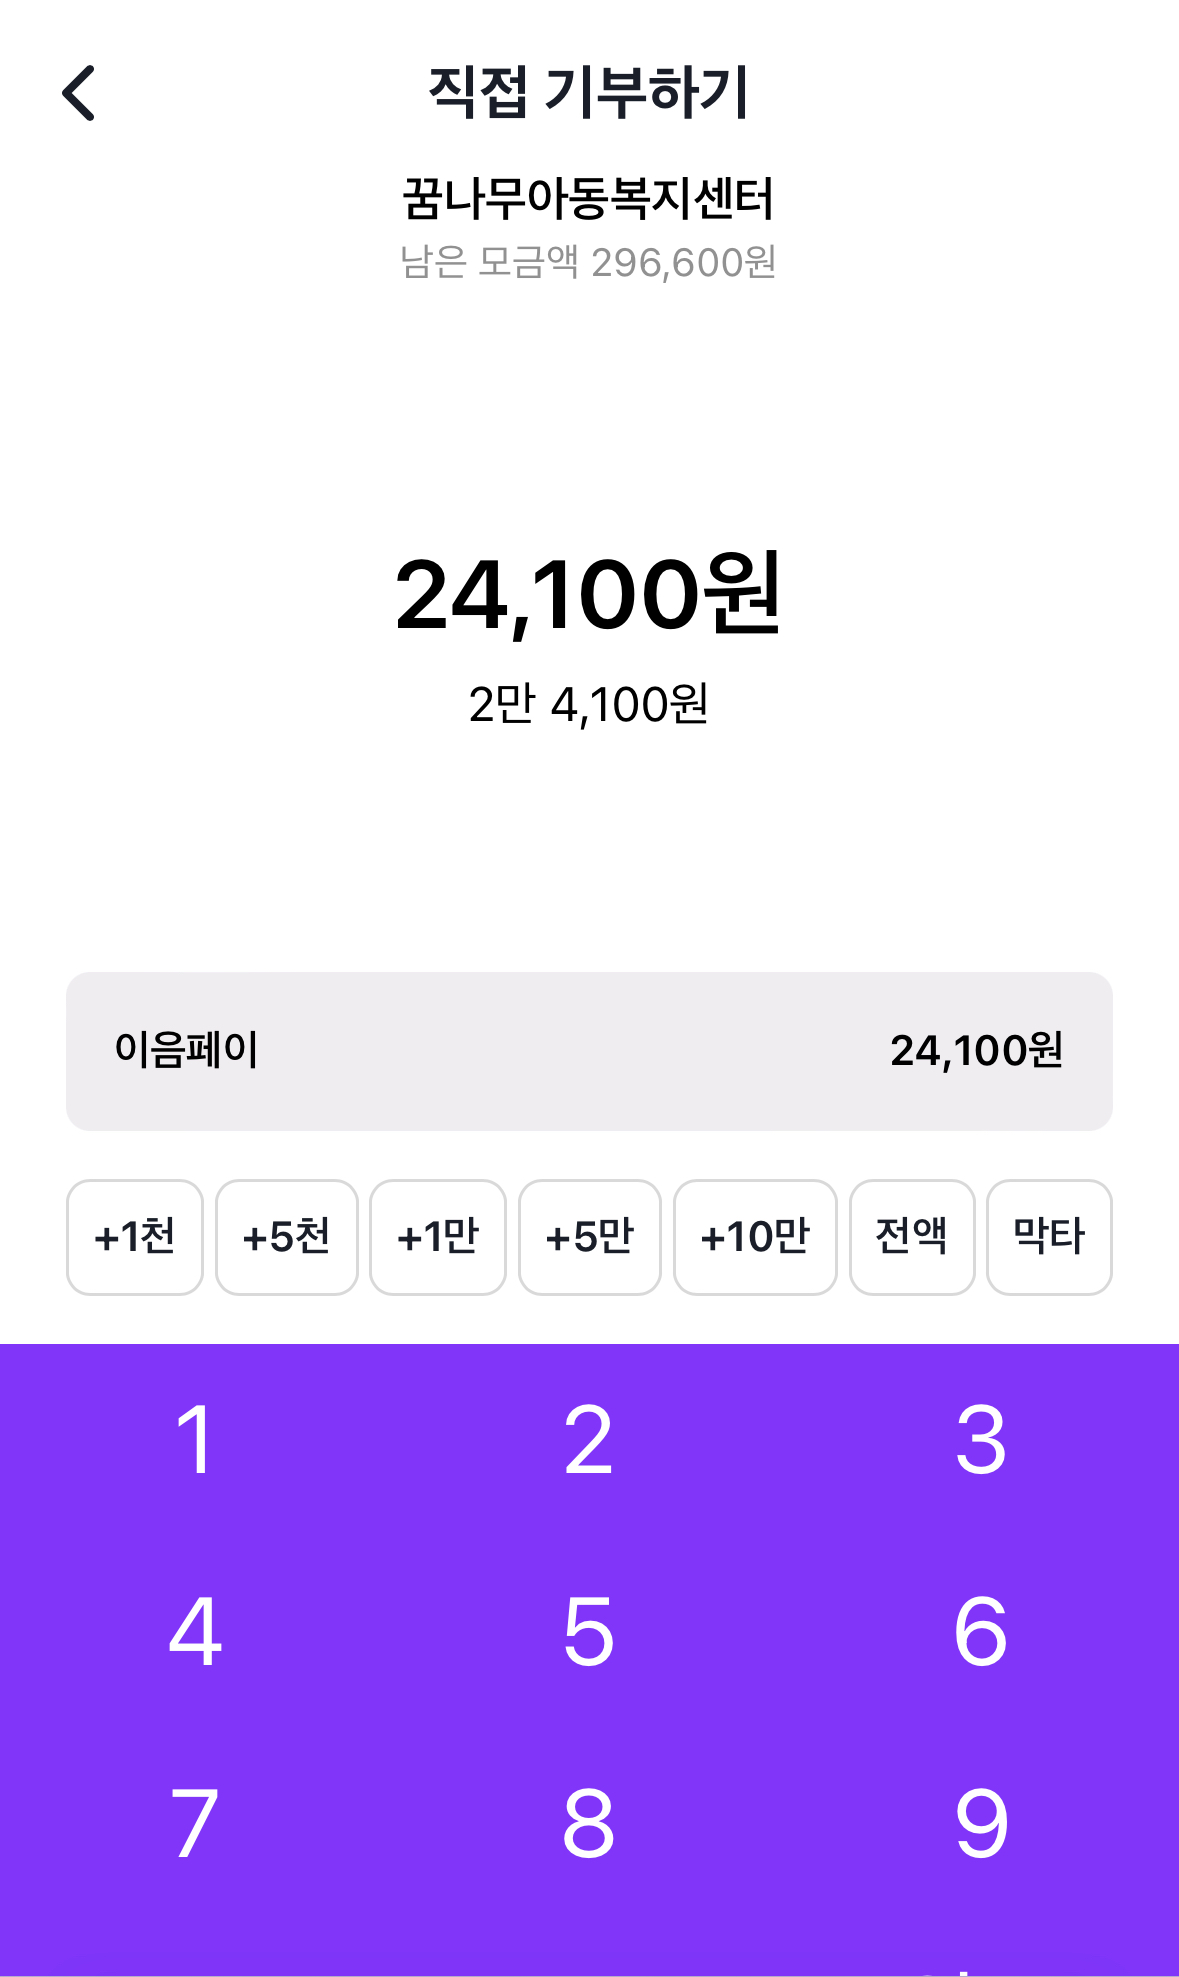 직접 기부하기
꿈나무아동복지센터
남은 모금액 296,600원
24,100원
2만 4,100원
이음페이 24,100원
+1천 +5천 +1만 +5만 +10만 전액 막타
1 2 3
4 5 6
7 8 9